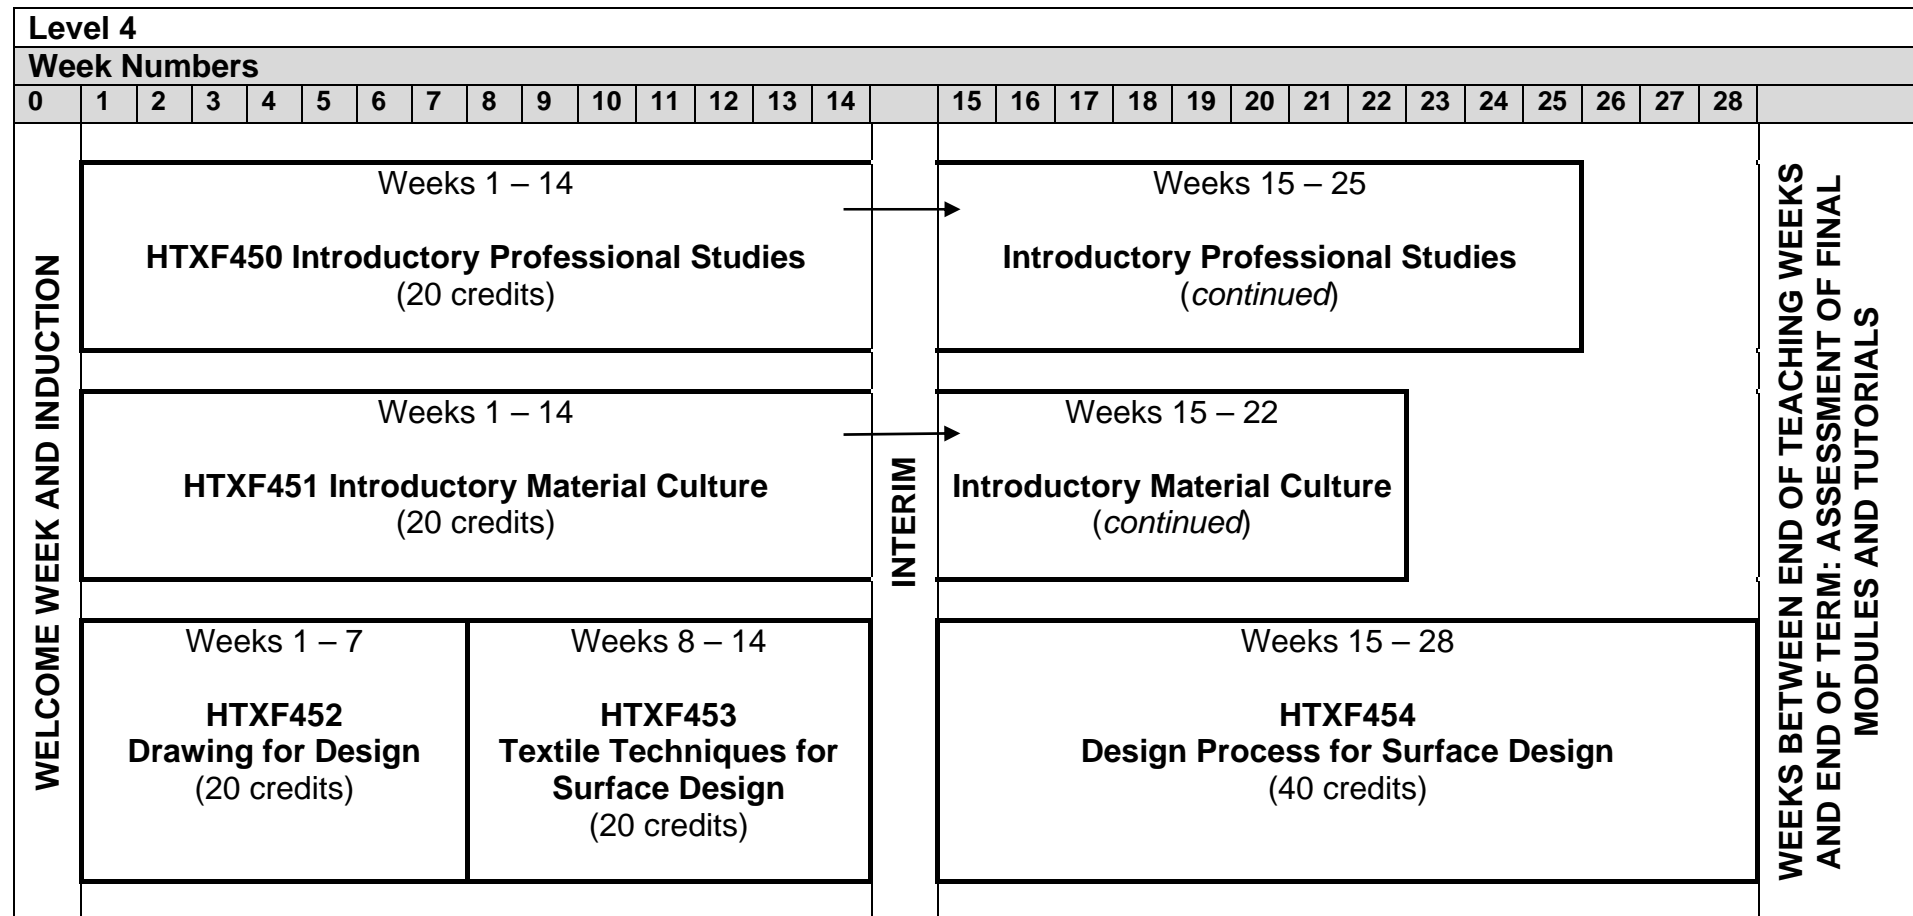 Level 4
Week Numbers
0 1 2 3 4 5 6 7 8 9 10 11 12 13 14 15 16 17 18 19 20 21 22 23 24 25 26 27 28
WELCOME WEEK AND INDUCTION
Weeks 1 – 14
HTXF450 Introductory Professional Studies
(20 credits)
Weeks 15 – 25
Introductory Professional Studies
(continued)
Weeks 1 – 14
HTXF451 Introductory Material Culture
(20 credits)
INTERIM
Weeks 15 – 22
Introductory Material Culture
(continued)
Weeks 1 – 7
HTXF452
Drawing for Design
(20 credits)
Weeks 8 – 14
HTXF453
Textile Techniques for
Surface Design
(20 credits)
Weeks 15 – 28
HTXF454
Design Process for Surface Design
(40 credits)
WEEKS BETWEEN END OF TEACHING WEEKS
AND END OF TERM: ASSESSMENT OF FINAL
MODULES AND TUTORIALS